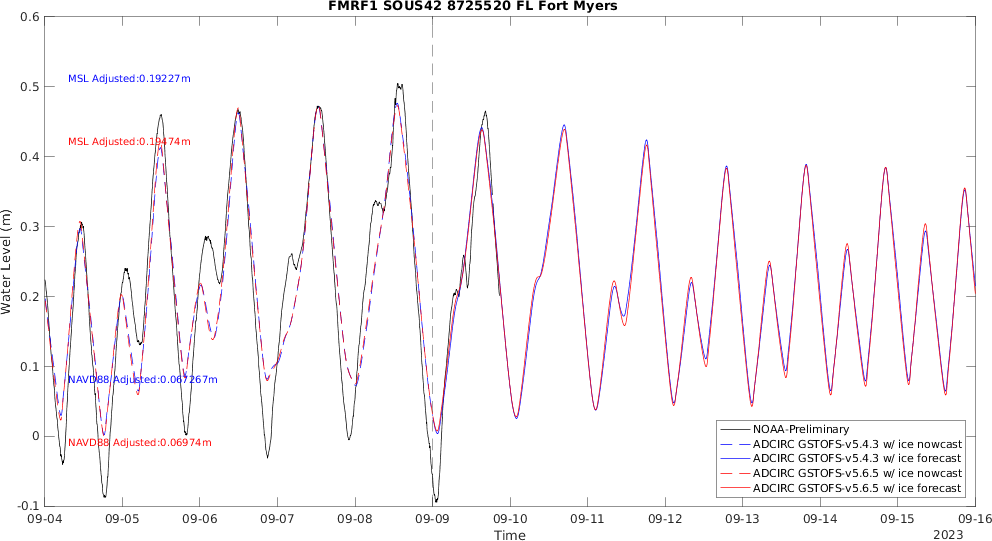 FMRF1 SOUS42 8725520 FL Fort Myers
0.6
0.5
0.4
0.3
0.2
0.1
0
-0.1
Water Level (m)
MSL Adjusted:0.19227m
MSL Adjusted:0.19474m
NAVD88 Adjusted:0.067267m
NAVD88 Adjusted:0.06974m
NOAA-Preliminary
ADCIRC GSTOFS-v5.4.3 w/ ice nowcast
ADCIRC GSTOFS-v5.4.3 w/ ice forecast
ADCIRC GSTOFS-v5.6.5 w/ ice nowcast
ADCIRC GSTOFS-v5.6.5 w/ ice forecast
09-04 09-05 09-06 09-07 09-08 09-09 09-10 09-11 09-12 09-13 09-14 09-15 09-16
Time
2023